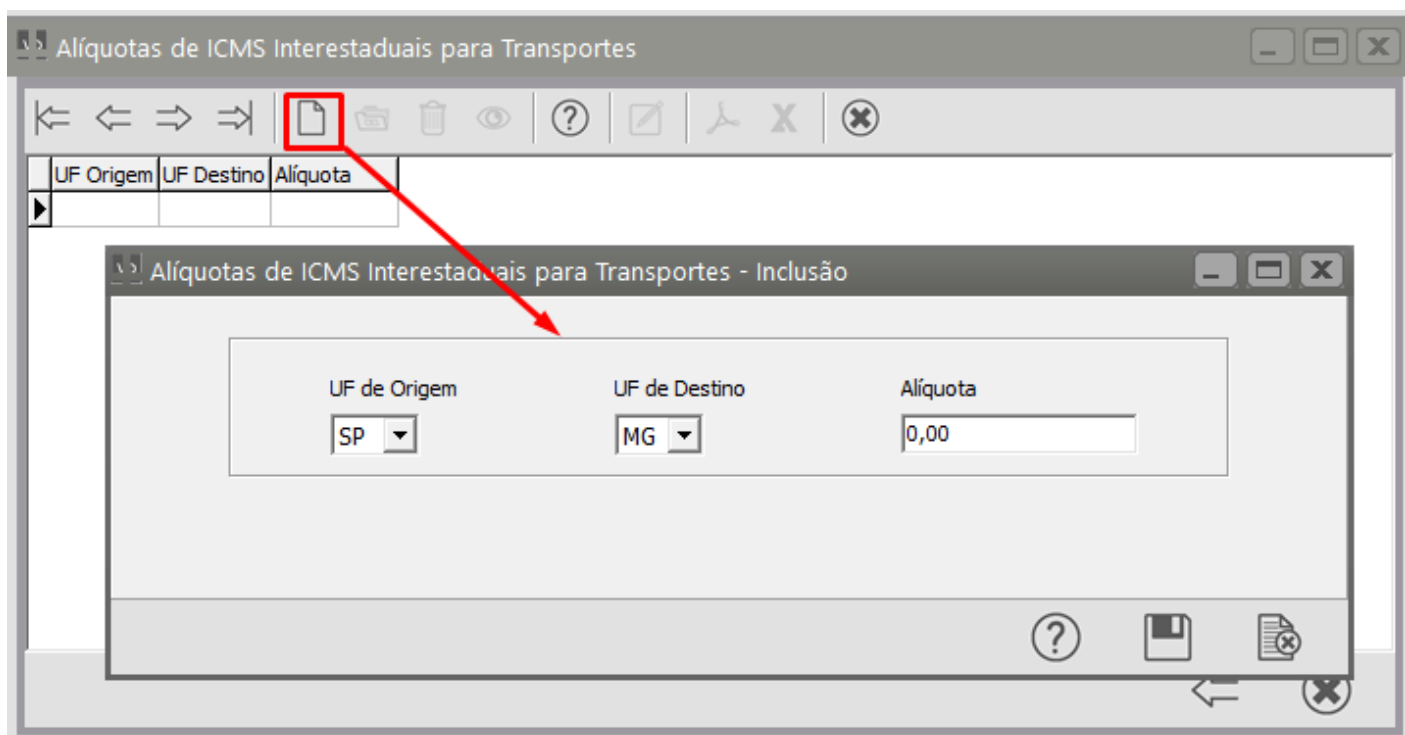 Alíquotas de ICMS Interestaduais para Transportes
UF Origem UF Destino Alíquota
Alíquotas de ICMS Interestaduais para Transportes - Inclusão
UF de Origem UF de Destino Alíquota
SP MG 0,00